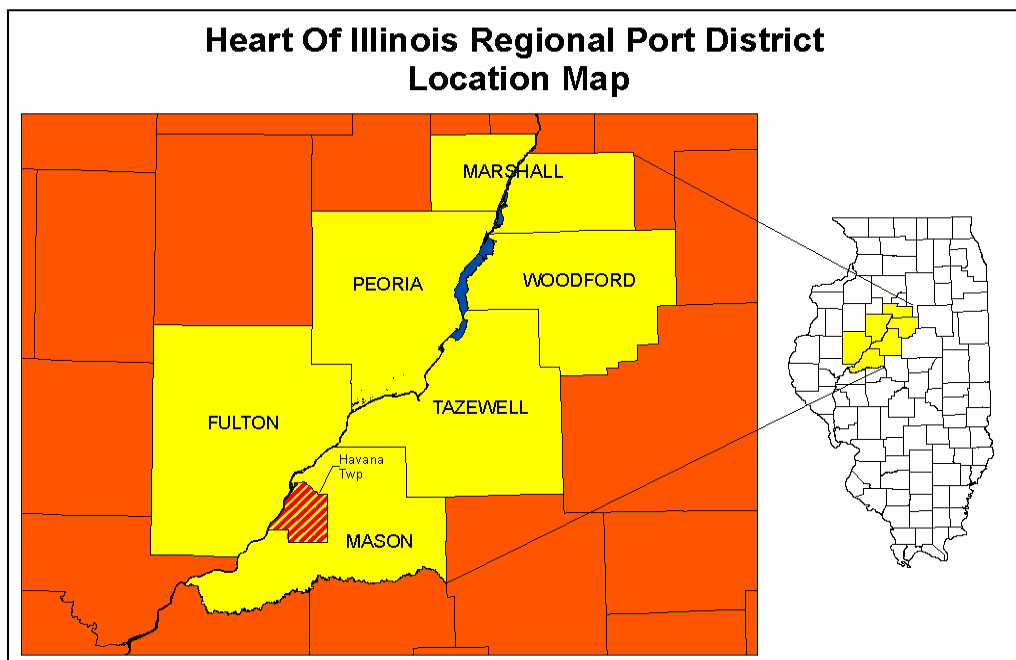 Heart Of Illinois Regional Port District
Location Map
MARSHALL
PEORIA
WOODFORD
FULTON
TAZEWELL
Havana
Twp
MASON